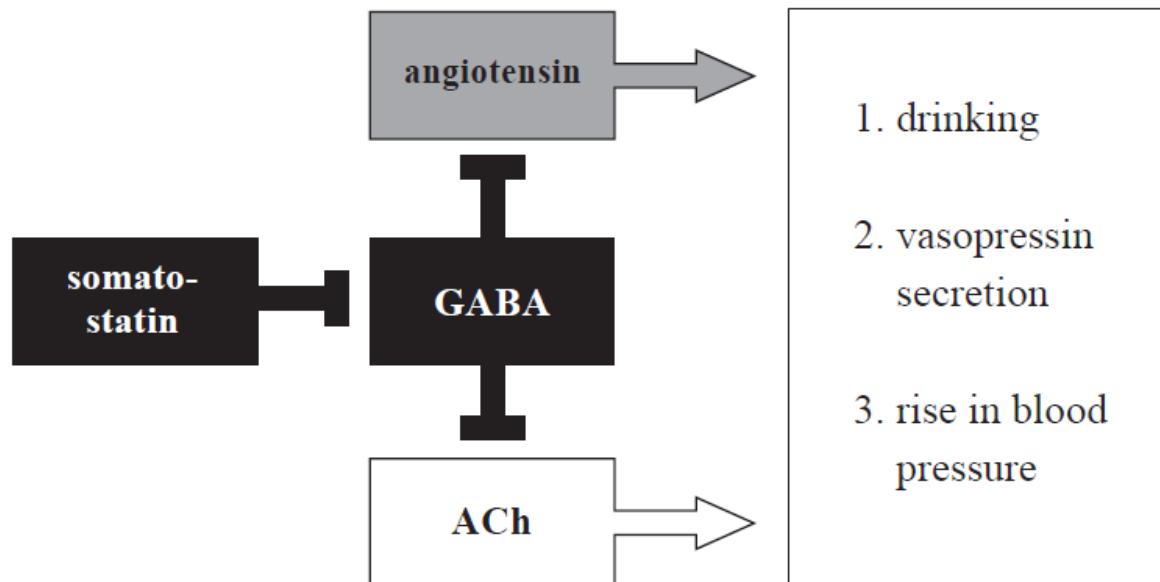 angiotensin
somato-
statin
GABA
ACh
1. drinking
2. vasopressin
secretion
3. rise in blood
pressure